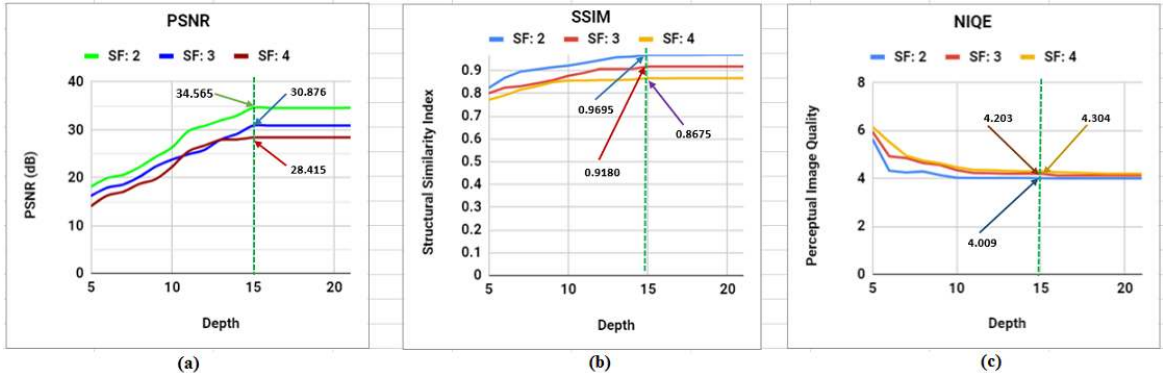 PSNR
SF: 2 SF: 3 SF: 4
40
30
20
10
0
34.565
30.876
28.415
PSNR (dB)
5 10 15 20
Depth
(a)
SSIM
SF: 2 SF: 3 SF: 4
0.9
0.8
0.7
0.6
0.5
0.4
0.3
0.2
0.1
0
0.9695
0.8675
0.9180
Structural Similarity Index
5 10 15 20
Depth
(b)
NIQE
SF: 2 SF: 3 SF: 4
8
6
4
2
0
4.203
4.304
4.009
Perceptual Image Quality
5 10 15 20
Depth
(c)